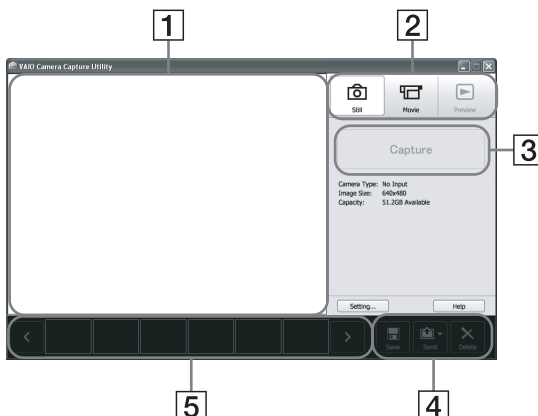 1
2
VAIO Camera Capture Utility
Still
Movie
Preview
Capture
3
Camera Type: No Input
Image Size: 640x480
Capacity: 51.2GB Available
Setting...
Help
Save
Send
Delete
5
4